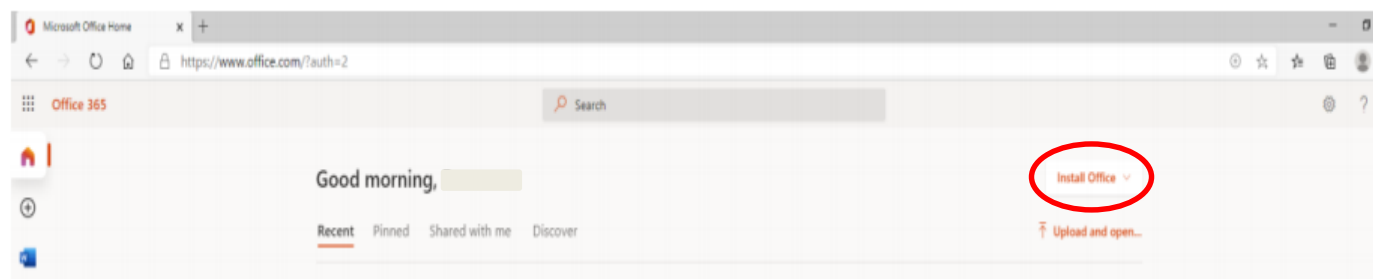 Microsoft Office Home
https://www.office.com/?auth=2
Office 365
Search
Good morning,
Install Office
Recent Pinned Shared with me Discover
Upload and open...